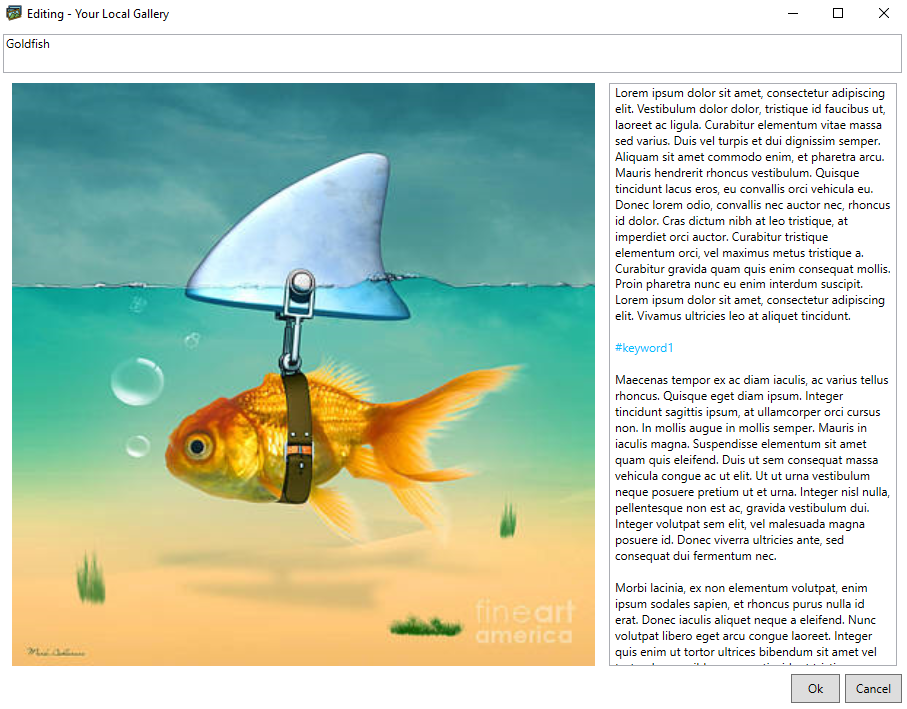 Editing - Your Local Gallery
Goldfish
Lorem ipsum dolor sit amet, consectetur adipiscing
elit. Vestibulum dolor dolor, tristique id faucibus ut,
laoreet ac ligula. Curabitur elementum vitae massa
sed varius. Duis vel turpis et dui dignissim semper.
Aliquam sit amet commodo enim, et pharetra arcu.
Mauris hendrerit rhoncus vestibulum. Quisque
tincidunt lacus eros, eu convallis orci vehicula eu.
Donec lorem odio, convallis nec auctor nec, rhoncus
id dolor. Cras dictum nibh at leo tristique, at
imperdiet orci auctor. Curabitur tristique
elementum orci, vel maximus metus tristique a.
Curabitur gravida quam quis enim consequat mollis.
Proin pharetra nunc eu enim interdum suscipit.
Lorem ipsum dolor sit amet, consectetur adipiscing
elit. Vivamus ultricies leo at aliquet tincidunt.
#keyword1
Maecenas tempor ex ac diam iaculis, ac varius tellus
rhoncus. Quisque eget diam ipsum. Integer
tincidunt sagittis ipsum, at ullamcorper orci cursus
non. In mollis augue in mollis semper. Mauris in
iaculis magna. Suspendisse elementum sit amet
quam quis eleifend. Duis ut sem consequat massa
vehicula congue ac ut elit. Ut ut urna vestibulum
neque posuere pretium ut et urna. Integer nisl nulla,
pellentesque non est ac, gravida vestibulum dui.
Integer volutpat sem elit, vel malesuada magna
posuere id. Donec viverra ultricies ante, sed
consequat dui fermentum nec.
Morbi lacinia, ex non elementum volutpat, enim
ipsum sodales sapien, et rhoncus purus nulla id
erat. Donec iaculis aliquet neque a eleifend. Nunc
volutpat libero eget arcu congue laoreet. Integer
quis enim ut tortor ultrices bibendum sit amet vel
fineart
america
Ok
Cancel